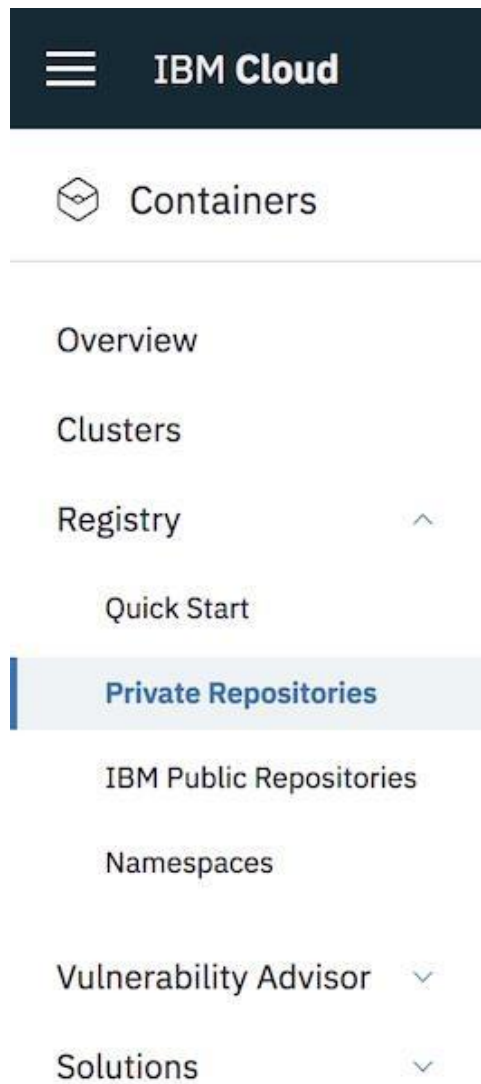 IBM Cloud
Containers
Overview
Clusters
Registry
Quick Start
Private Repositories
IBM Public Repositories
Namespaces
Vulnerability Advisor
Solutions